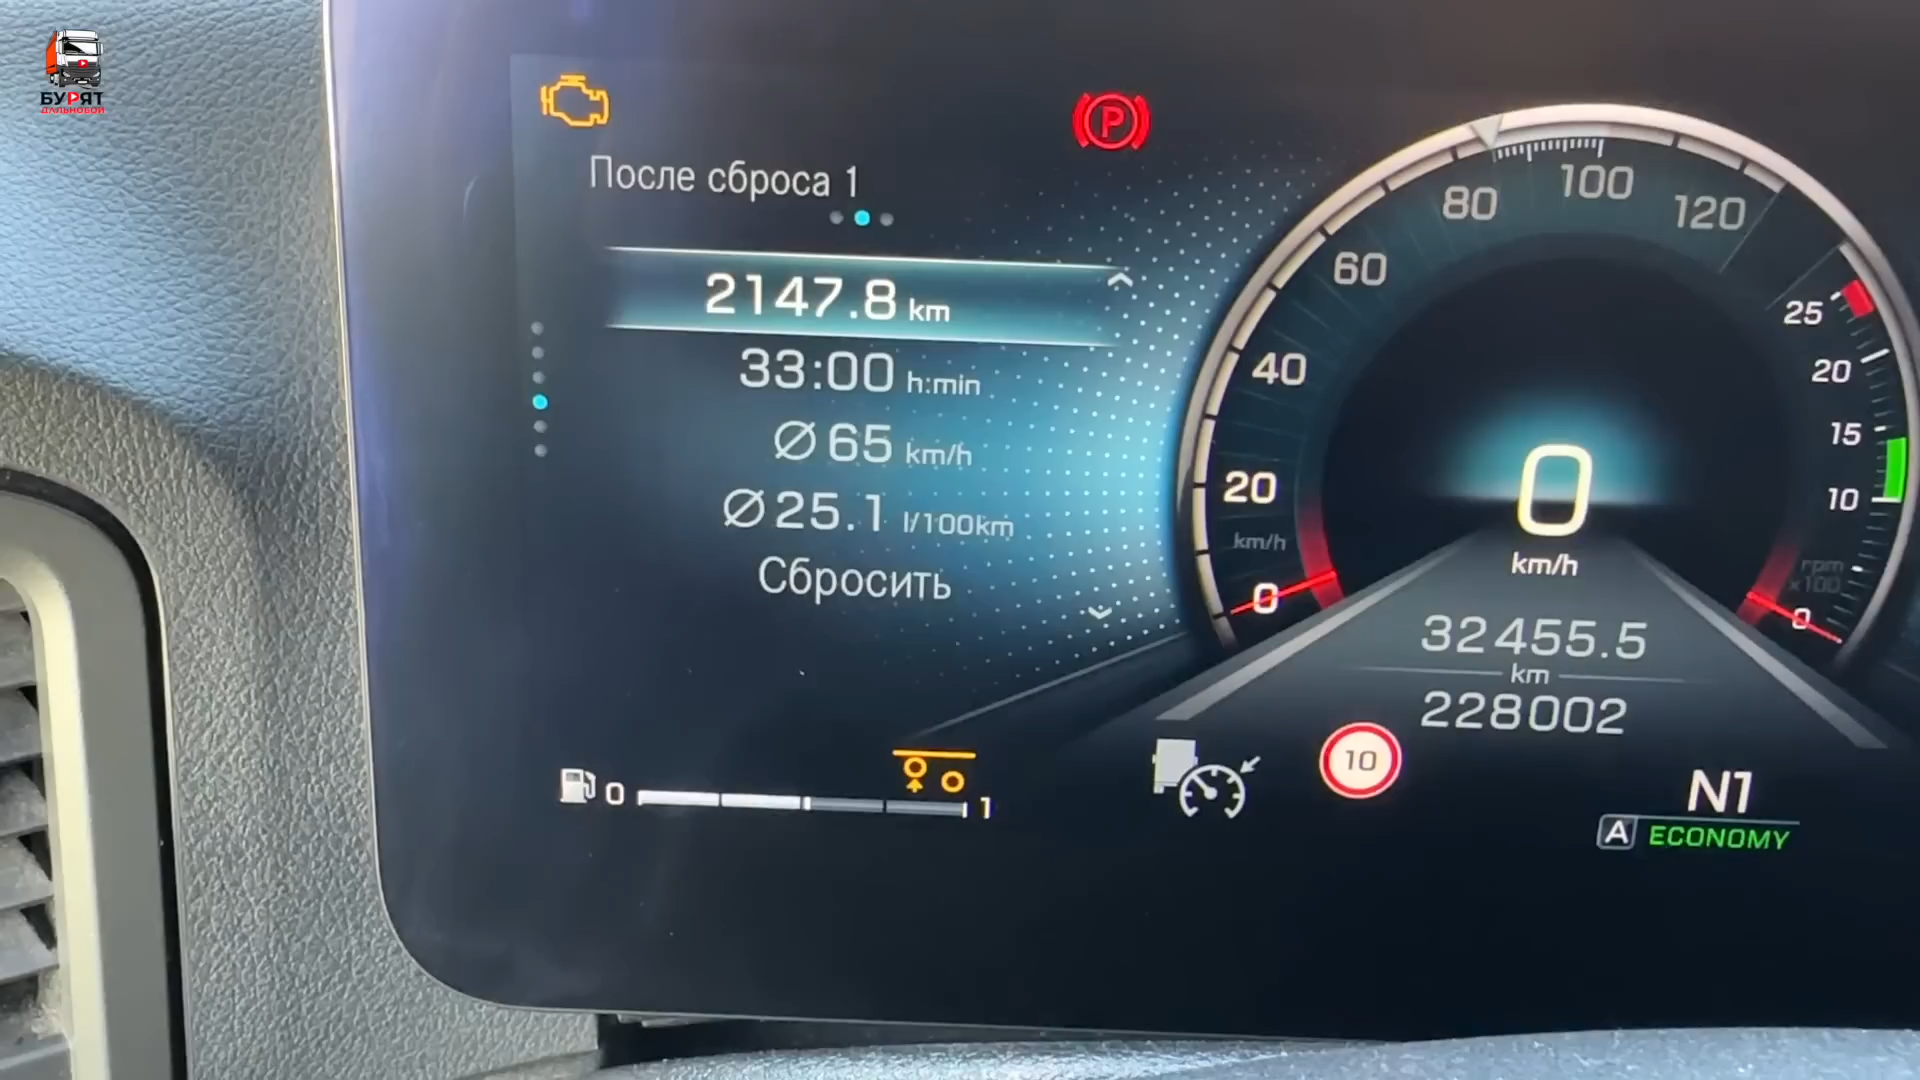 БУРЯТ
ДАЛЬНОБОЙ
P
После сброса 1
2147.8 km
33:00 h:min
Ø 65 km/h
Ø 25.1 l/100km
Сбросить
0
1
0
20
40
60
80
100
120
km/h
25
20
15
10
0
rpm
x100
0
km/h
32455.5
km
228002
10
N1
A ECONOMY